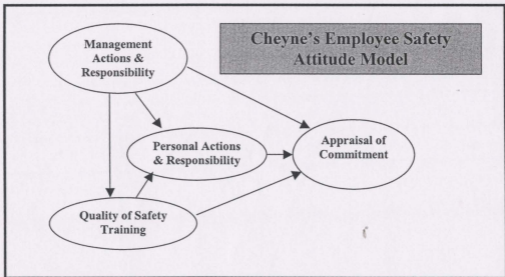 Cheyne's Employee Safety
Attitude Model
Management
Actions &
Responsibility
Personal Actions
& Responsibility
Appraisal of
Commitment
Quality of Safety
Training